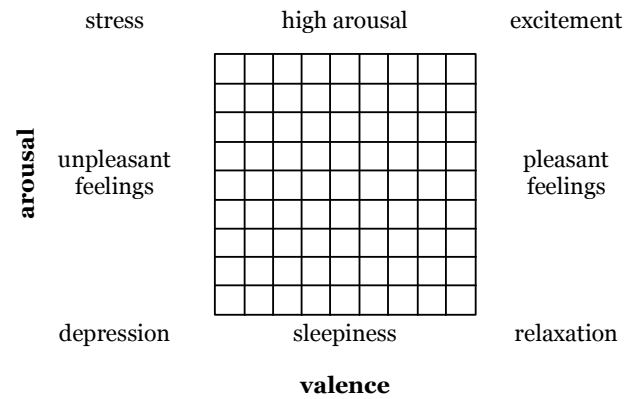 stress high arousal excitement
arousal
unpleasant
feelings
pleasant
feelings
depression sleepiness relaxation
valence